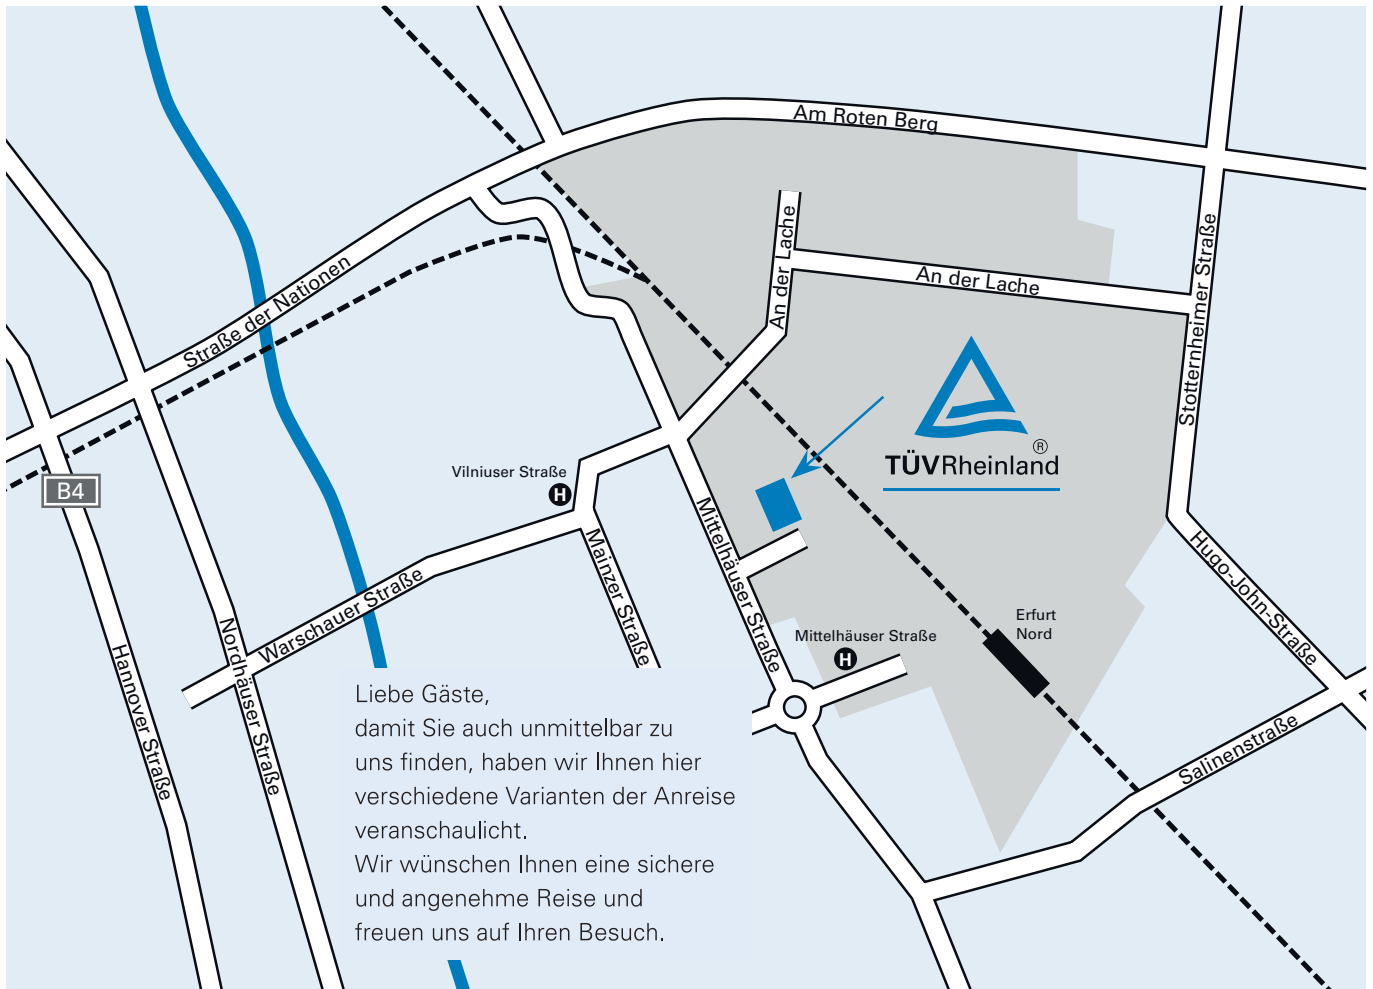 Am Roten Berg
An der Lache
An der Lache
Straße der Nationen
Stotternheimer Straße
TÜVRheinland®
Vilniuser Straße
H
B4
Mittelhäuser Straße
Mainzer Straße
Warschauer Straße
Hugo-John-Straße
Erfurt
Nord
Mittelhäuser Straße
H
Nordhäuser Straße
Hannover Straße
Salinenstraße
Liebe Gäste,
damit Sie auch unmittelbar zu
uns finden, haben wir Ihnen hier
verschiedene Varianten der Anreise
veranschaulicht.
Wir wünschen Ihnen eine sichere
und angenehme Reise und
freuen uns auf Ihren Besuch.